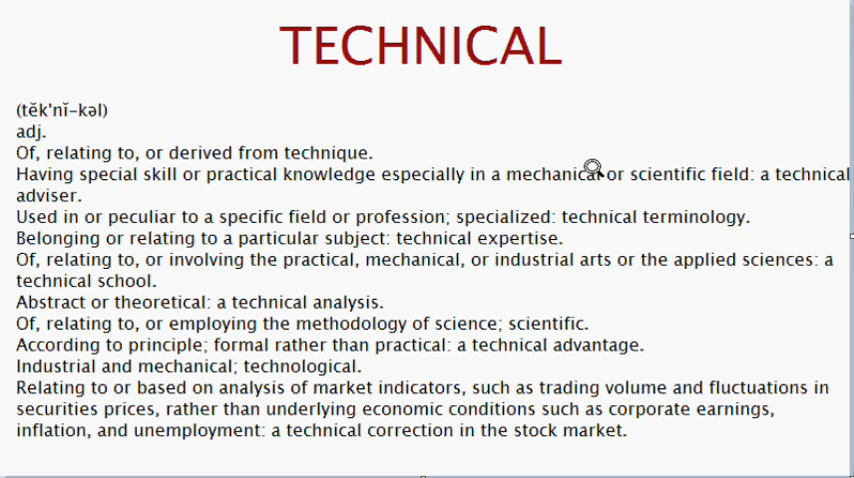 TECHNICAL
(tĕk'nĭ-kəl)
adj.
Of, relating to, or derived from technique.
Having special skill or practical knowledge especially in a mechanical or scientific field: a technical
adviser.
Used in or peculiar to a specific field or profession; specialized: technical terminology.
Belonging or relating to a particular subject: technical expertise.
Of, relating to, or involving the practical, mechanical, or industrial arts or the applied sciences: a
technical school.
Abstract or theoretical: a technical analysis.
Of, relating to, or employing the methodology of science; scientific.
According to principle; formal rather than practical: a technical advantage.
Industrial and mechanical; technological.
Relating to or based on analysis of market indicators, such as trading volume and fluctuations in
securities prices, rather than underlying economic conditions such as corporate earnings,
inflation, and unemployment: a technical correction in the stock market.